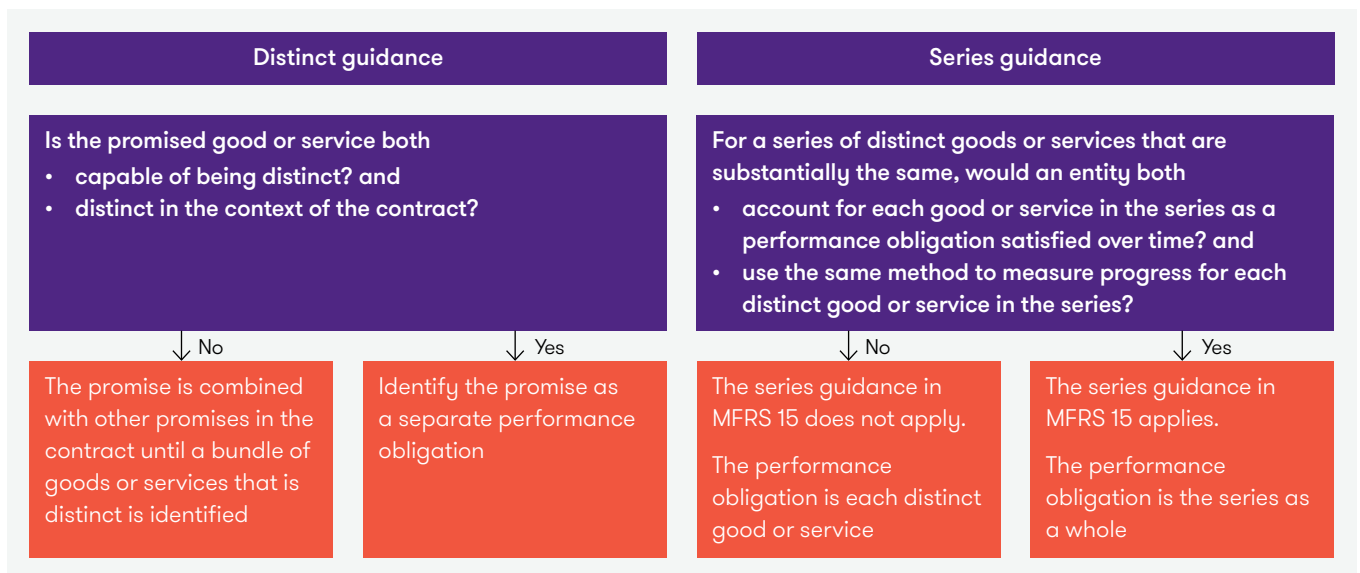 Distinct guidance
Is the promised good or service both
• capable of being distinct? and
• distinct in the context of the contract?
No
Yes
The promise is combined
with other promises in the
contract until a bundle of
goods or services that is
distinct is identified
Identify the promise as
a separate performance
obligation
Series guidance
For a series of distinct goods or services that are
substantially the same, would an entity both
• account for each good or service in the series as a
performance obligation satisfied over time? and
• use the same method to measure progress for each
distinct good or service in the series?
No
Yes
The series guidance in
MFRS 15 does not apply.
The performance
obligation is each distinct
good or service
The series guidance in
MFRS 15 applies.
The performance
obligation is the series as
a whole